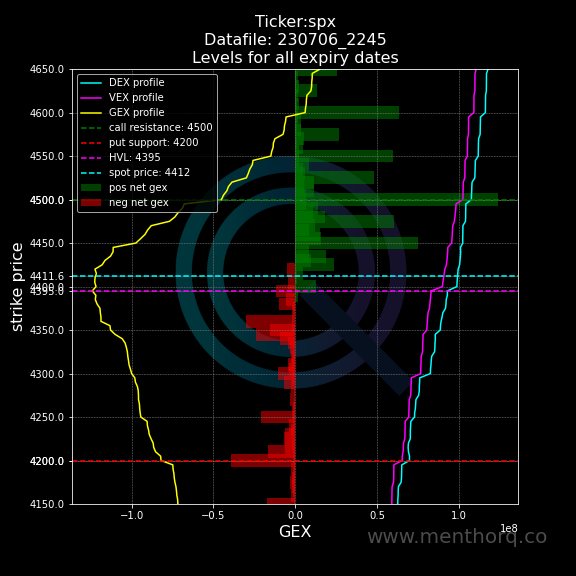 Ticker:spx
Datafile: 230706_2245
Levels for all expiry dates
4650.0
DEX profile
VEX profile
GEX profile
call resistance: 4500
put support: 4200
HVL: 4395
spot price: 4412
pos net gex
neg net gex
4600.0
4550.0
4500.0
4450.0
4411.6
4400.0
4395.0
4350.0
4300.0
4250.0
4200.0
4150.0
strike price
−1.0
−0.5
0.0
0.5
1.0
1e8
GEX
www.menthorq.co